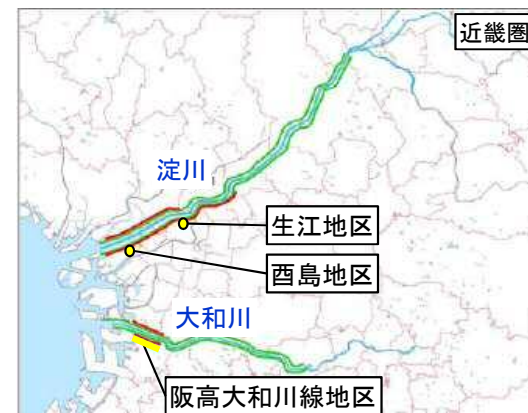 近畿圏
淀川
生江地区
酉島地区
大和川
阪高大和川線地区